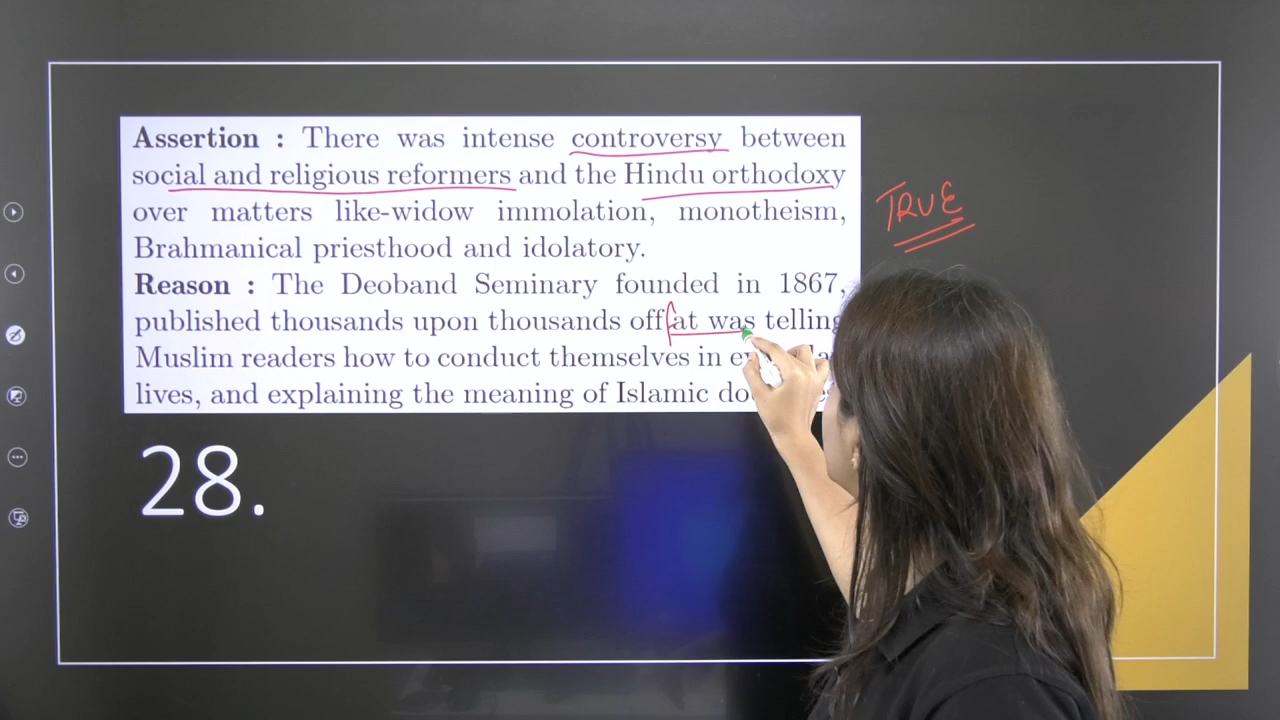 Assertion : There was intense controversy between
social and religious reformers and the Hindu orthodoxy
over matters like-widow immolation, monotheism,
Brahmanical priesthood and idolatory.
TRUE
Reason : The Deoband Seminary founded in 1867,
published thousands upon thousands off at was telling
Muslim readers how to conduct themselves in
lives, and explaining the meaning of Islamic
28.